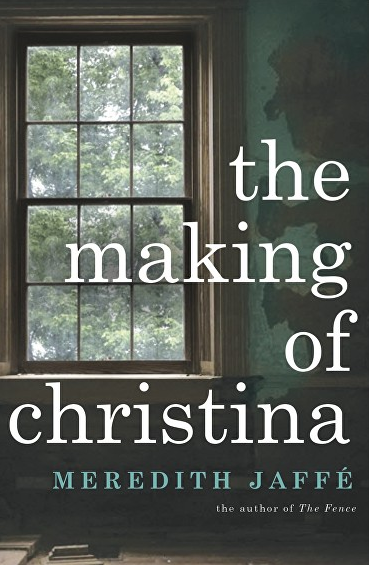 the
making
of
christina
MEREDITH JAFFÉ
the author of The Fence